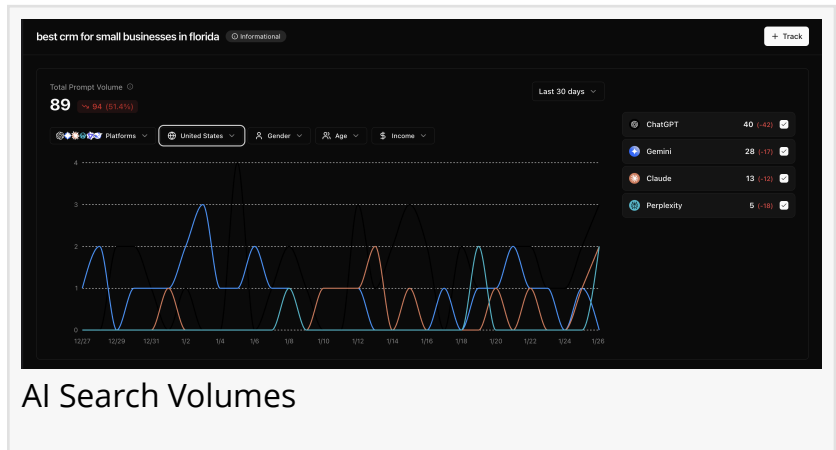 best crm for small businesses in florida Informational
+ Track
Total Prompt Volume
89 94 (51.4%)
Last 30 days
Platforms United States Gender Age $ Income
ChatGPT 40 (-42)
Gemini 28 (-17)
Claude 13 (-12)
Perplexity 5 (-18)
4
3
2
1
0
12/27 12/29 12/31 1/2 1/4 1/6 1/8 1/10 1/12 1/14 1/16 1/18 1/20 1/22 1/24 1/26
AI Search Volumes